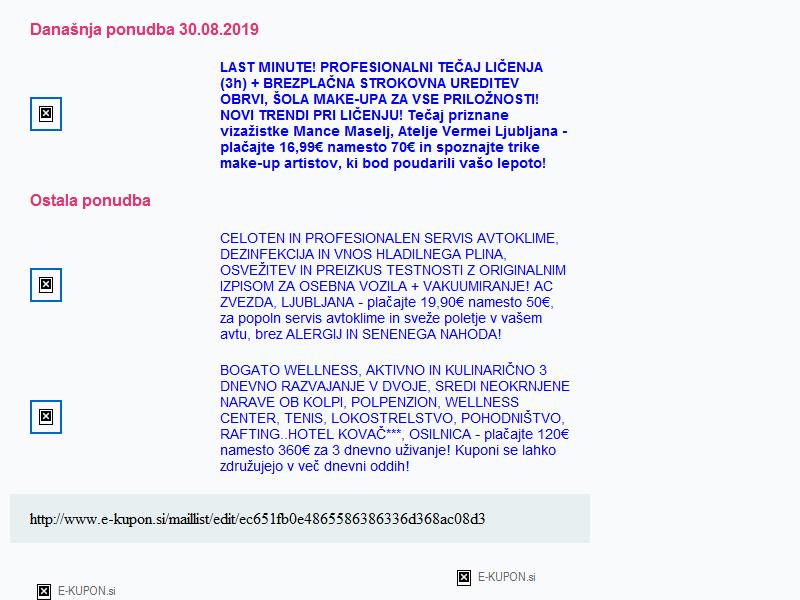 Današnja ponudba 30.08.2019
LAST MINUTE! PROFESIONALNI TEČAJ LIČENJA
(3h) + BREZPLAČNA STROKOVNA UREDITEV
OBRVI, ŠOLA MAKE-UPA ZA VSE PRILOŽNOSTI!
NOVI TRENDI PRI LIČENJU! Tečaj priznane
vizažistke Mance Maselj, Atelje Vermei Ljubljana -
plačajte 16,99€ namesto 70€ in spoznajte trike
make-up artistov, ki bod poudarili vašo lepoto!
Ostala ponudba
CELOTEN IN PROFESIONALEN SERVIS AVTOKLIME,
DEZINFEKCIJA IN VNOS HLADILNEGA PLINA,
OSVEŽITEV IN PREIZKUS TESTNOSTI Z ORIGINALNIM
IZPISOM ZA OSEBNA VOZILA + VAKUUMIRANJE! AC
ZVEZDA, LJUBLJANA - plačajte 19,90€ namesto 50€,
za popoln servis avtoklime in sveže poletje v vašem
avtu, brez ALERGIJ IN SENENEGA NAHODA!
BOGATO WELLNESS, AKTIVNO IN KULINARIČNO 3
DNEVNO RAZVAJANJE V DVOJE, SREDI NEOKRNJENE
NARAVE OB KOLPI, POLPENZION, WELLNESS
CENTER, TENIS, LOKOSTRELSTVO, POHODNIŠTVO,
RAFTING..HOTEL KOVAČ***, OSILNICA - plačajte 120€
namesto 360€ za 3 dnevno uživanje! Kuponi se lahko
združujejo v več dnevni oddih!
http://www.e-kupon.si/maillist/edit/ec651fb0e4865586386336d368ac08d3
E-KUPON.si
E-KUPON.si